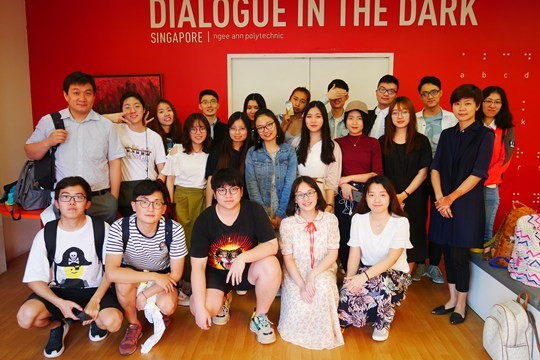 DIALOGUE IN THE DARK
SINGAPORE | ngee ann polytechnic
a b c d